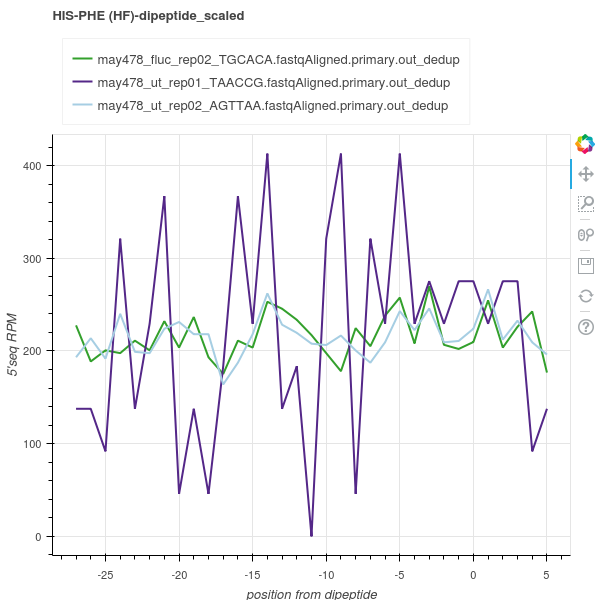 HIS-PHE (HF)-dipeptide_scaled
may478_fluc_rep02_TGCACA.fastqAligned.primary.out_dedup
may478_ut_rep01_TAACCG.fastqAligned.primary.out_dedup
may478_ut_rep02_AGTTAA.fastqAligned.primary.out_dedup
400
300
200
100
0
5'seq RPM
-25 -20 -15 -10 -5 0 5
position from dipeptide